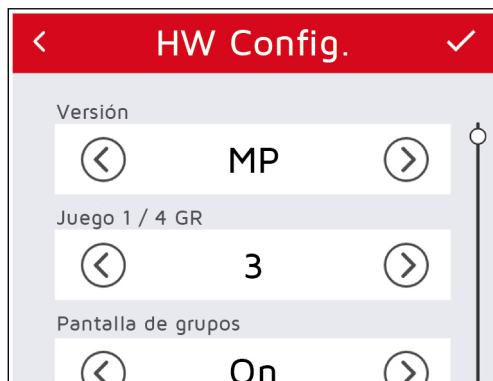 HW Config.
Versión
MP
Juego 1 / 4 GR
3
Pantalla de grupos
On